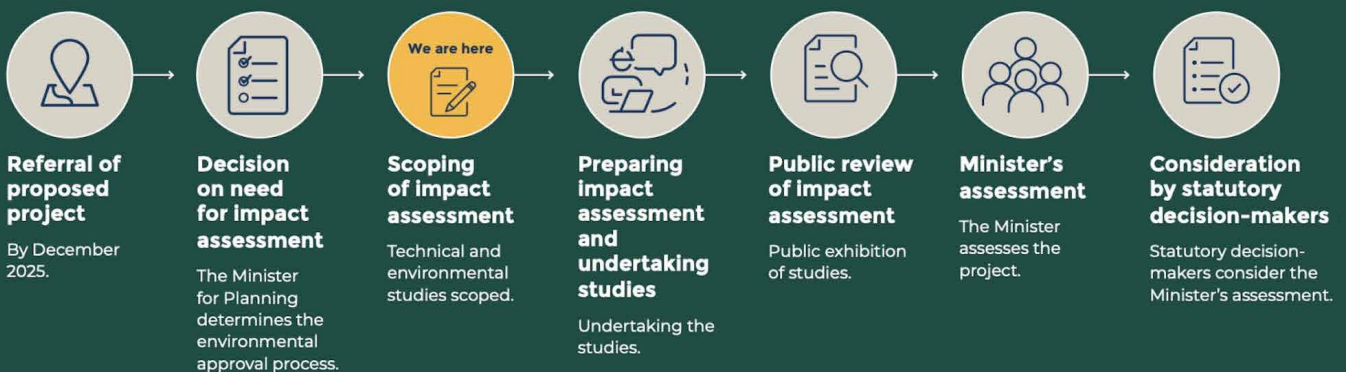 We are here
Referral of
proposed
project
By December
2025.
Decision
on need
for impact
assessment
The Minister
for Planning
determines the
environmental
approval process.
Scoping
of impact
assessment
Technical and
environmental
studies scoped.
Preparing
impact
assessment
and
undertaking
studies
Undertaking the
studies.
Public review
of impact
assessment
Public exhibition
of studies.
Minister’s
assessment
The Minister
assesses the
project.
Consideration
by statutory
decision-makers
Statutory decision-
makers consider the
Minister’s assessment.